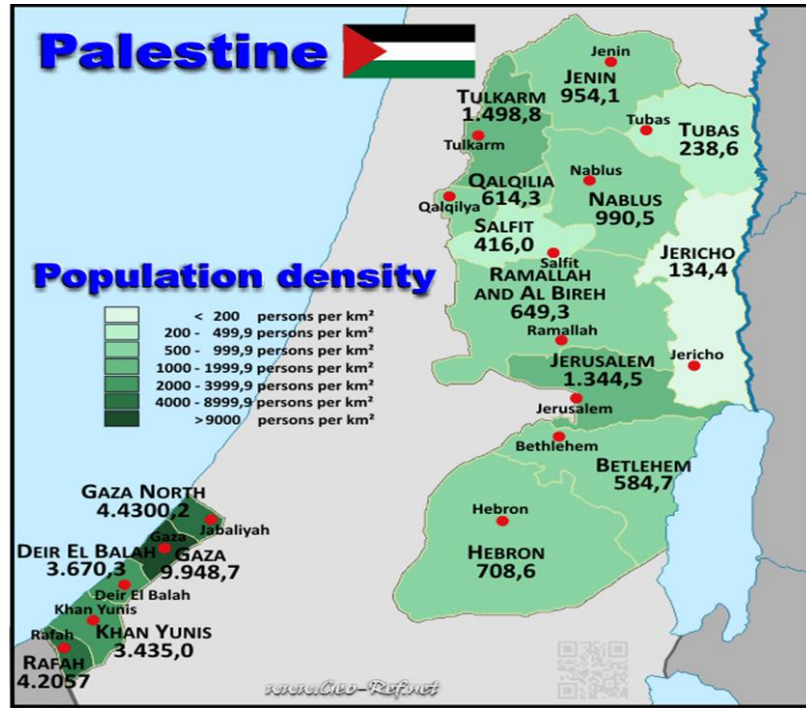 Palestine
Jenin
JENIN
954,1
TULKARM
1.498,8
Tulkarm
Tubas
TUBAS
238,6
Nablus
NABLUS
990,5
QALQILIA
614,3
Qalqilya
SALFIT
416,0
Salfit
JERICHO
134,4
Jericho
RAMALLAH
AND AL BIREH
649,3
Ramallah
JERUSALEM
1.344,5
Jerusalem
Bethlehem
BETLEHEM
584,7
Hebron
HEBRON
708,6
Population density
< 200 persons per km²
200 - 499,9 persons per km²
500 - 999,9 persons per km²
1000 - 1999,9 persons per km²
2000 - 3999,9 persons per km²
4000 - 8999,9 persons per km²
>9000 persons per km²
GAZA NORTH
4.4300,2
Jabaliyah
Gaza
GAZA
9.948,7
DEIR EL BALAH
3.670,3
Deir El Balah
Khan Yunis
KHAN YUNIS
3.435,0
Rafah
RAFAH
4.2057
www.Geo-Ref.net